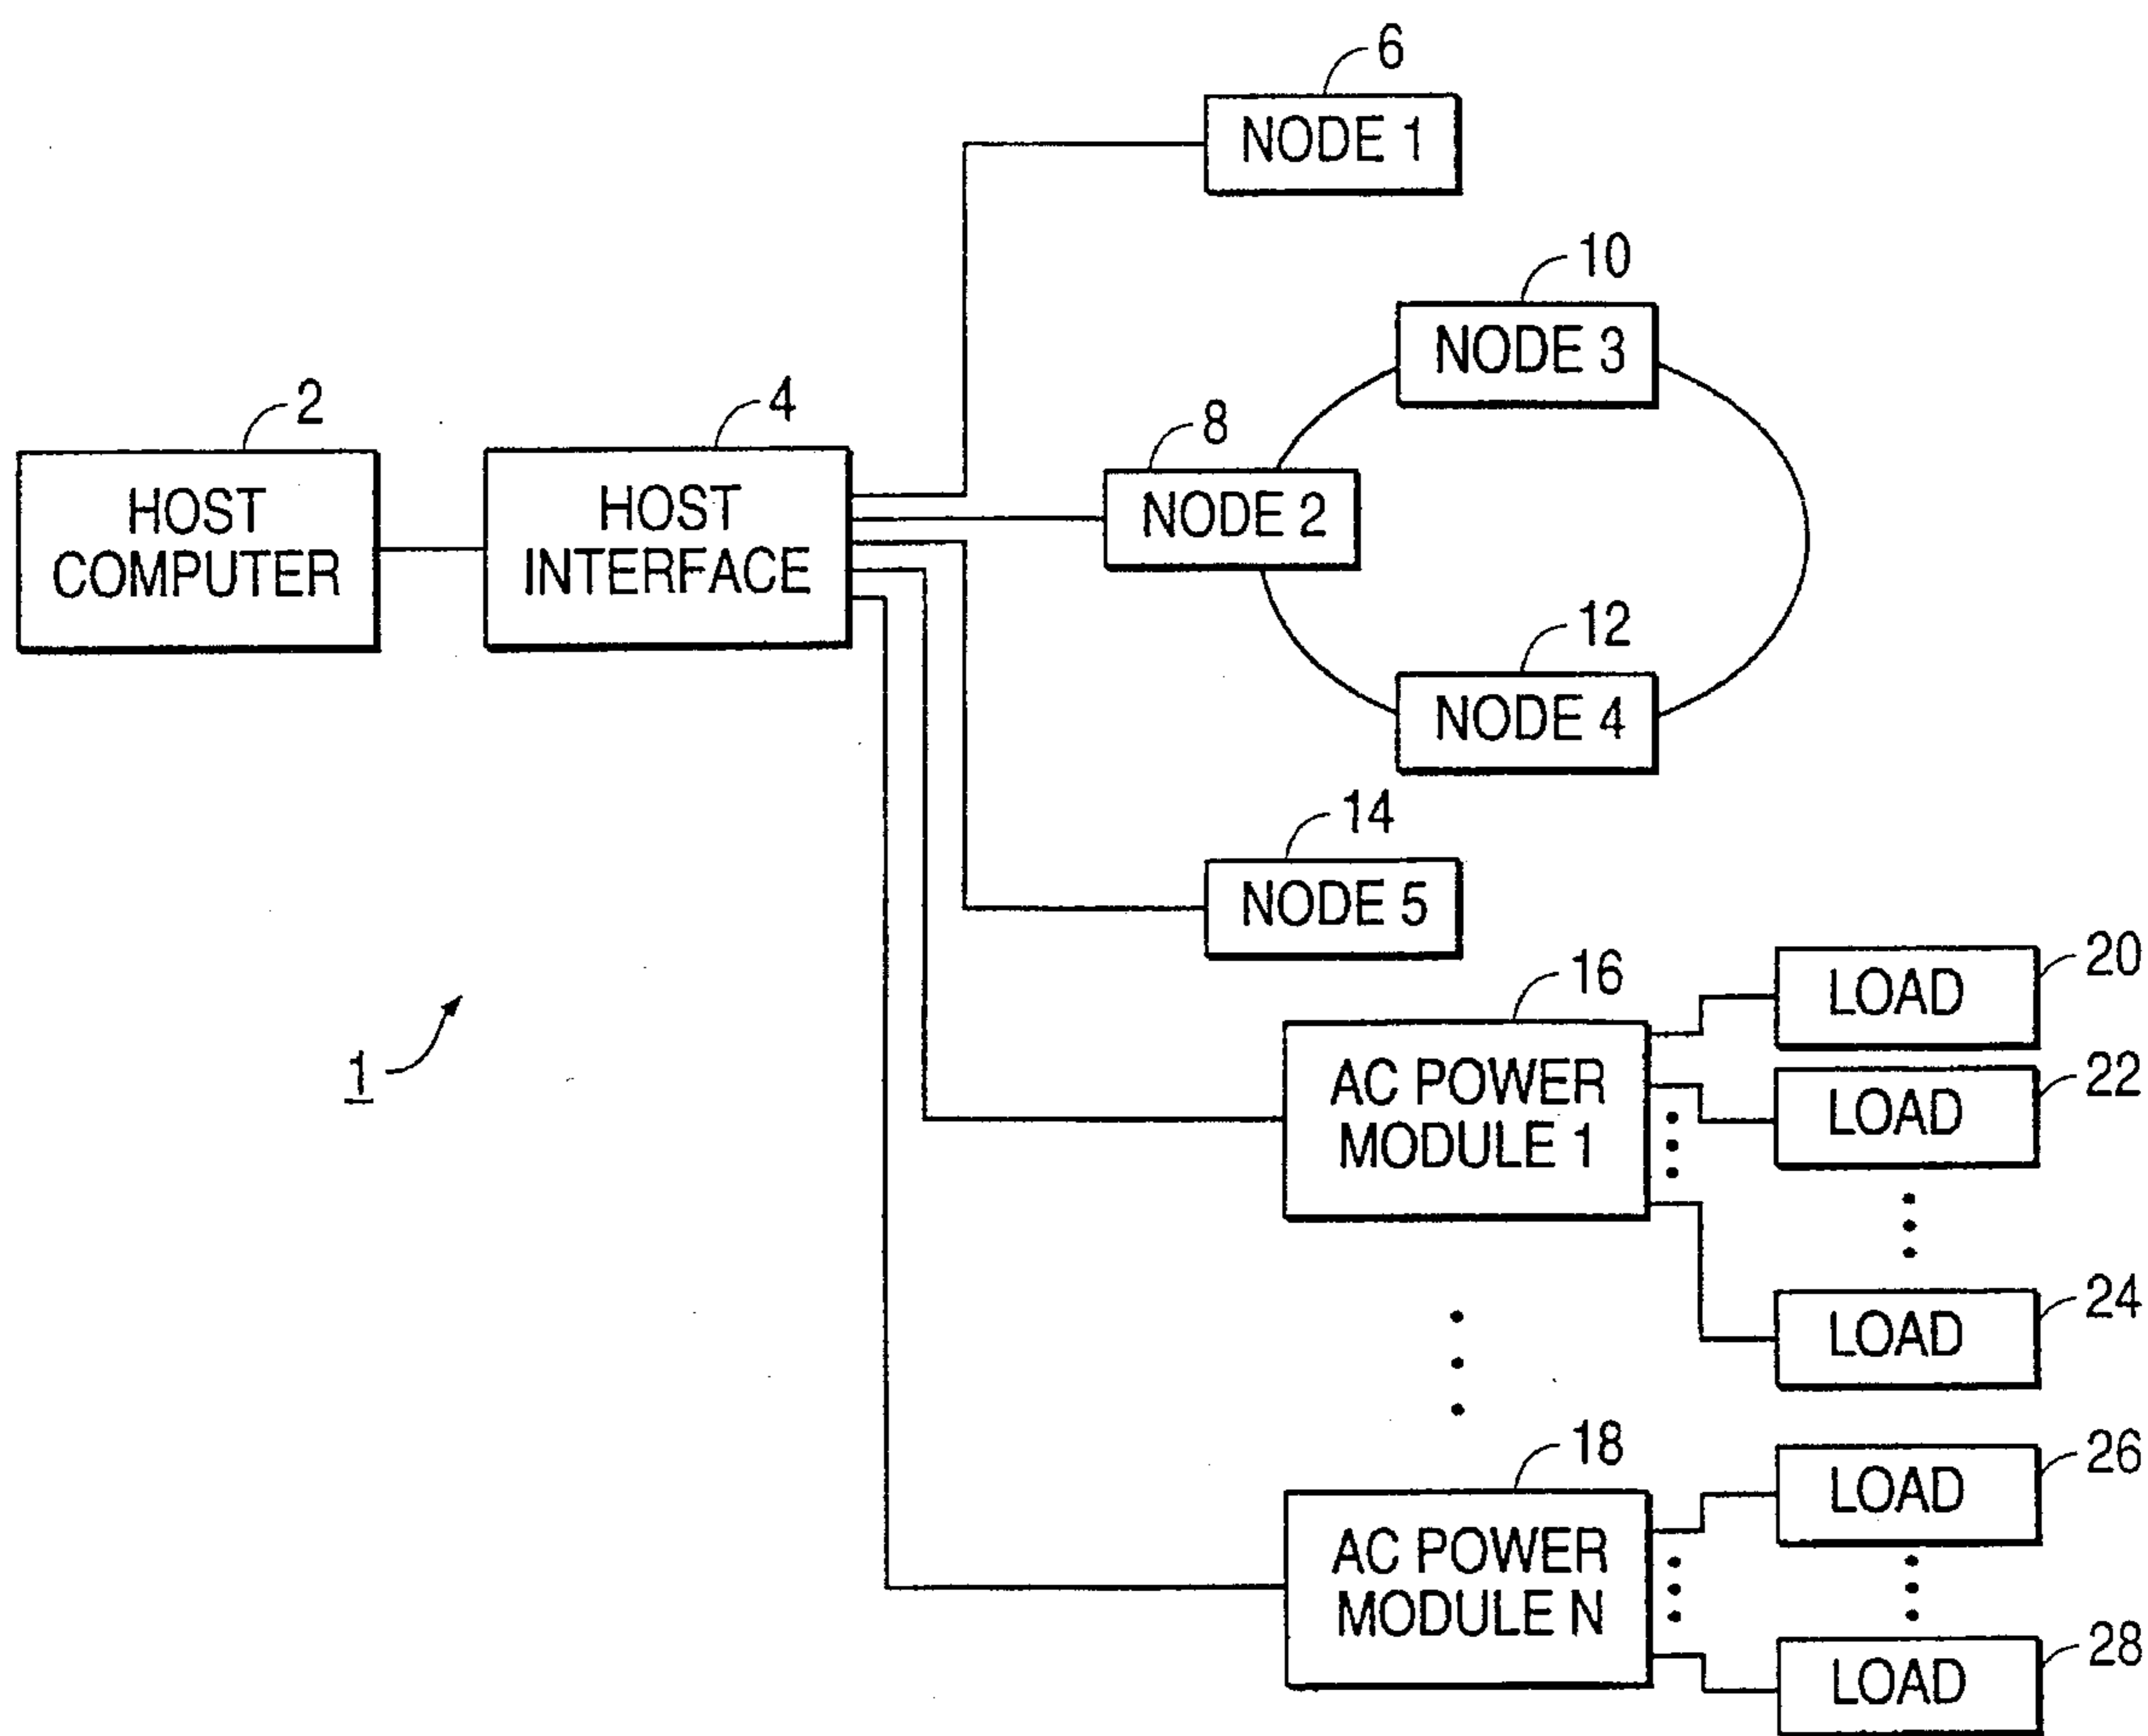 6
NODE 1
10
NODE 3
2
4
8
HOST
COMPUTER
HOST
INTERFACE
NODE 2
12
NODE 4
14
NODE 5
20
LOAD
16
22
AC POWER
MODULE 1
LOAD
1
24
LOAD
18
26
LOAD
AC POWER
MODULE N
28
LOAD